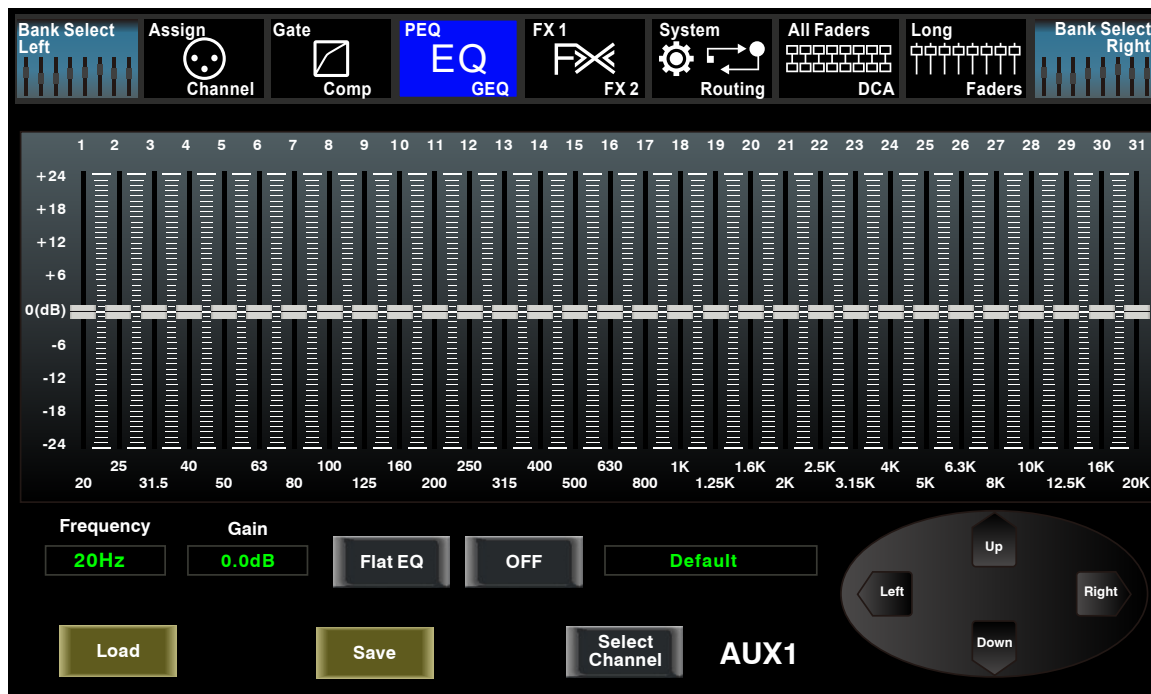 Bank Select
Left
Assign
Channel
Gate
Comp
PEQ
EQ
GEQ
FX 1
FX
FX 2
System
Routing
All Faders
DCA
Long
Faders
Bank Select
Right
1 2 3 4 5 6 7 8 9 10 11 12 13 14 15 16 17 18 19 20 21 22 23 24 25 26 27 28 29 30 31
+24
+18
+12
+6
0(dB)
-6
-12
-18
-24
25 40 63 100 160 250 400 630 1K 1.6K 2.5K 4K 6.3K 10K 16K
20 31.5 50 80 125 200 315 500 800 1.25K 2K 3.15K 5K 8K 12.5K 20K
Frequency
Gain
20Hz
0.0dB
Flat EQ
OFF
Default
Up
Left
Right
Down
Load
Save
Select
Channel
AUX1